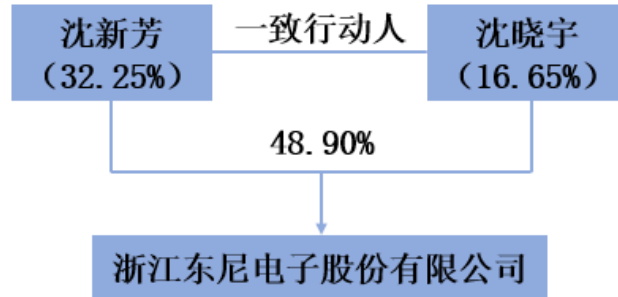 沈新芳
（32.25%）
一致行动人
沈晓宇
（16.65%）
48.90%
浙江东尼电子股份有限公司